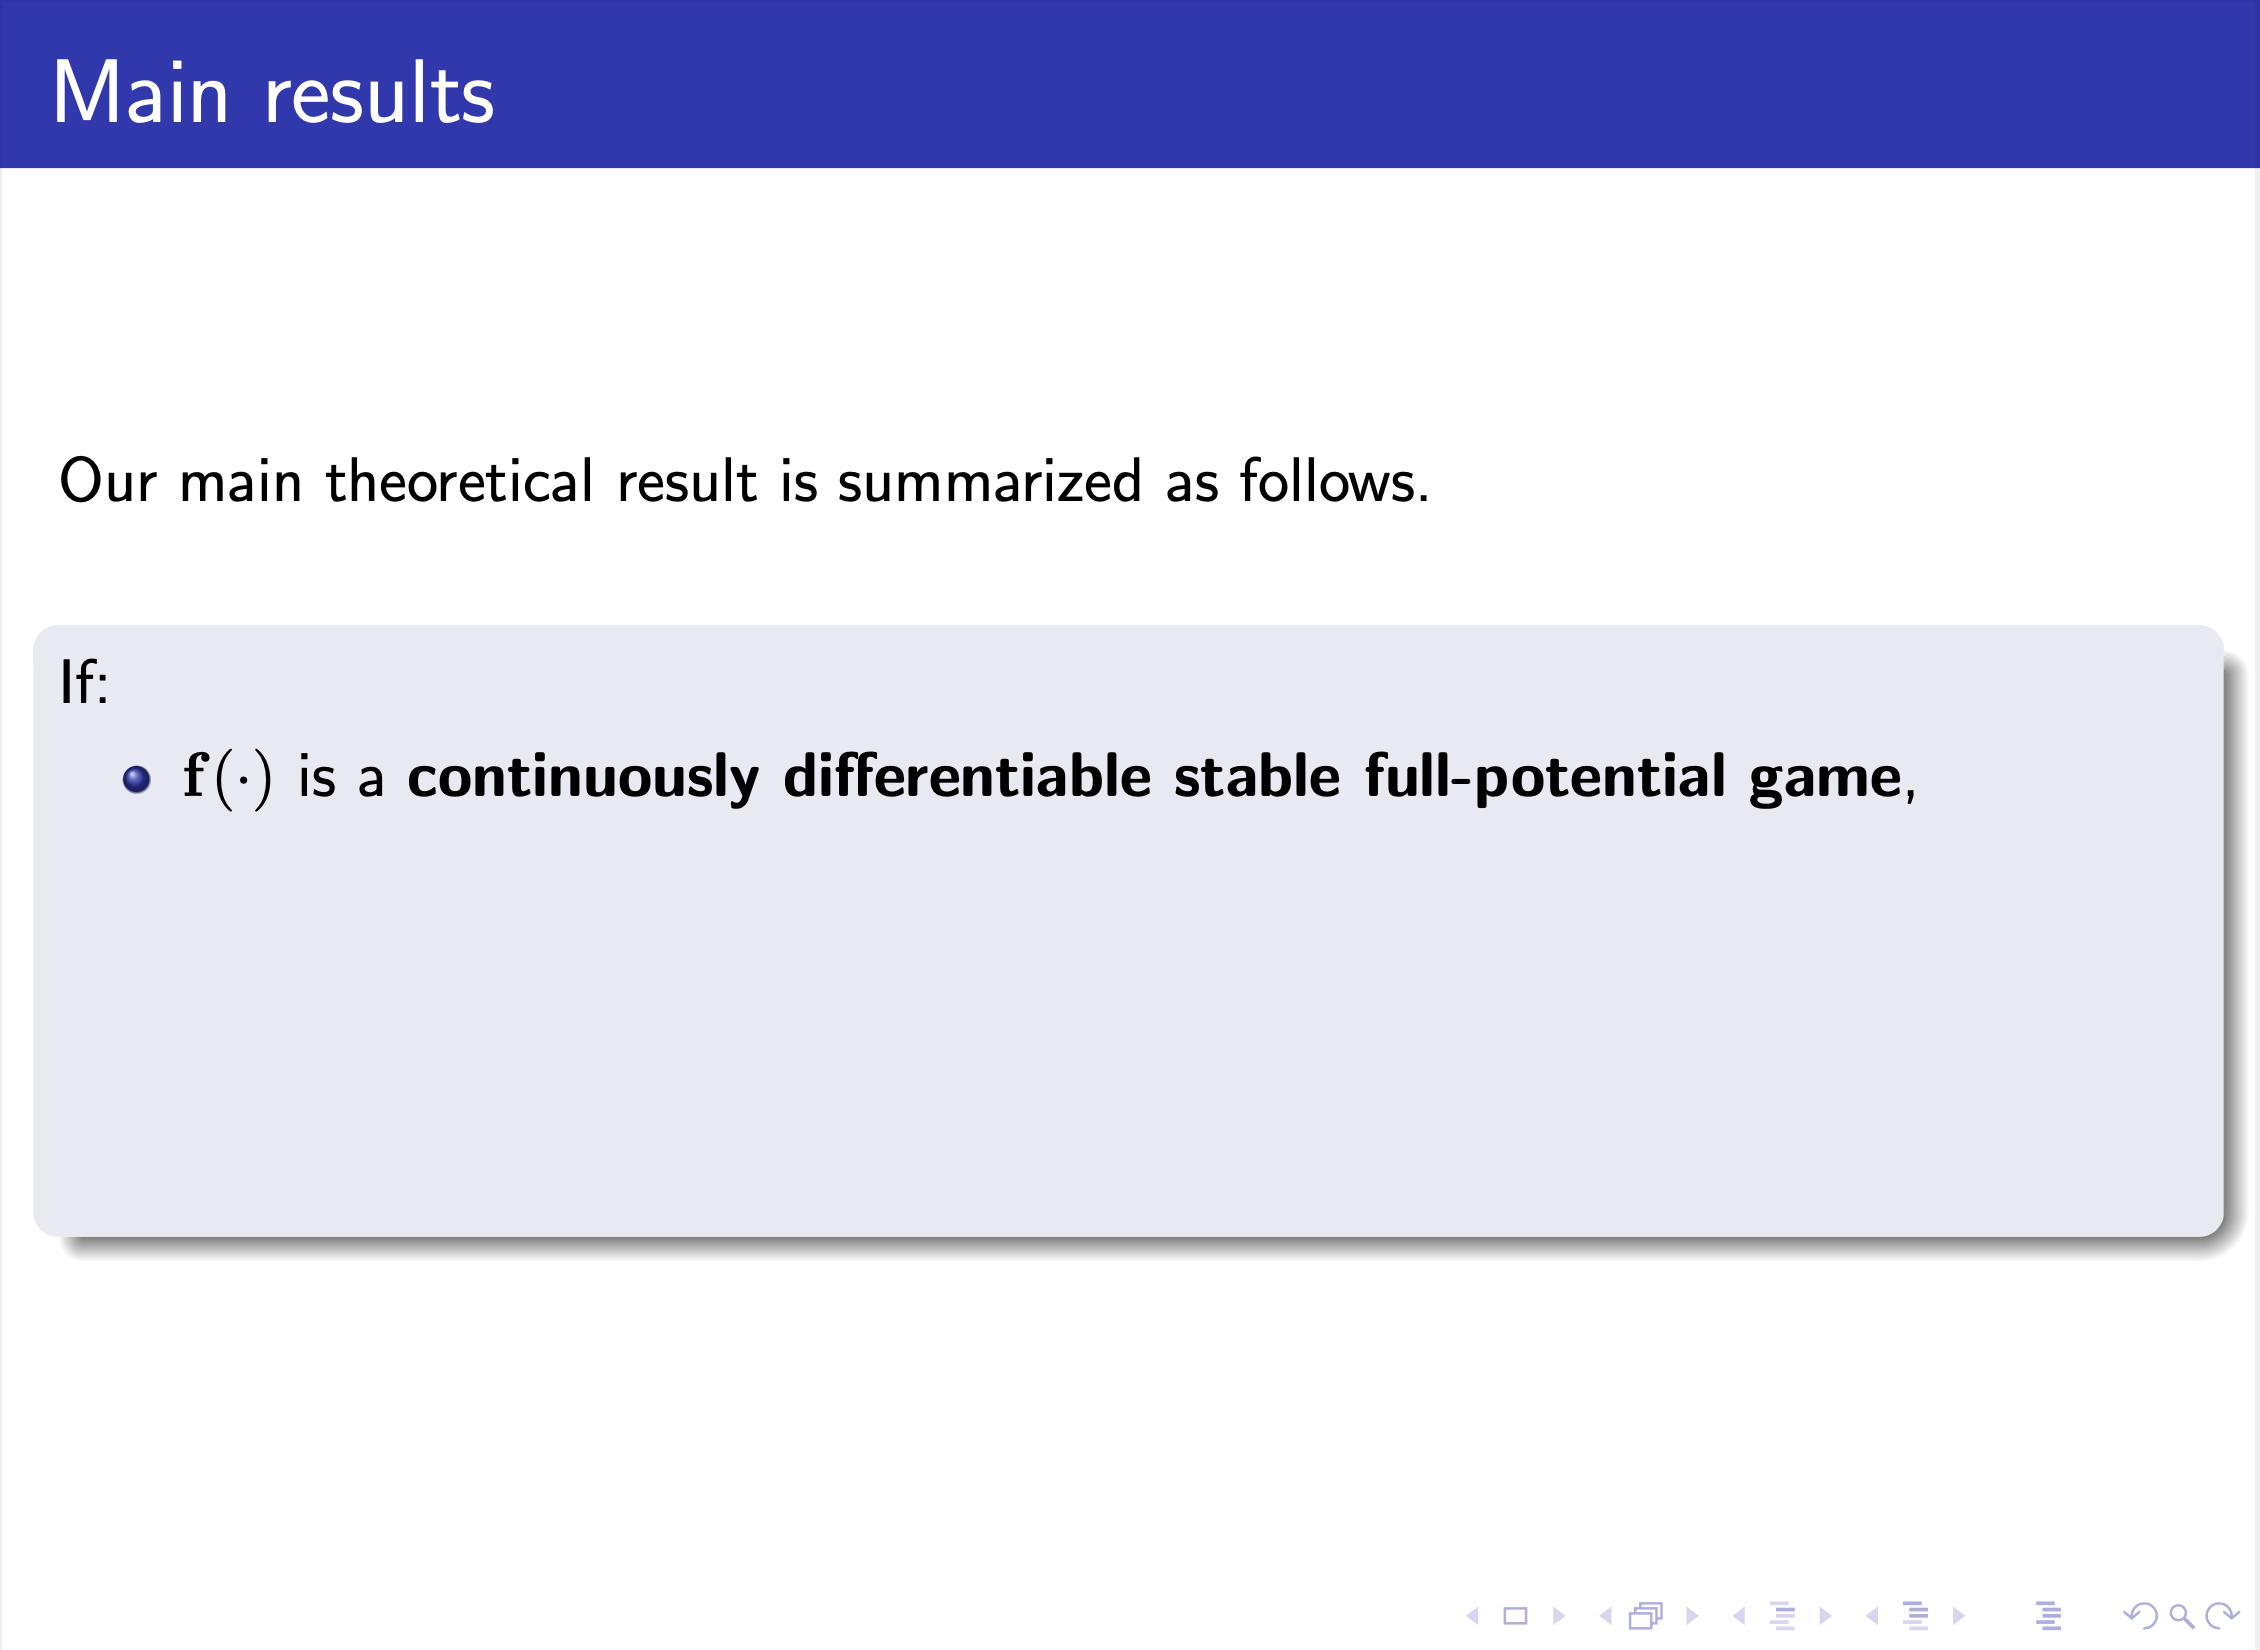 Main results
Our main theoretical result is summarized as follows.
If:
f(·) is a continuously differentiable stable full-potential game,